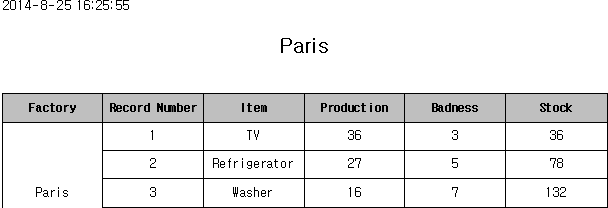 2014-8-25 16:25:55
Paris
Factory Record Number Item Production Badness Stock
1 TV 36 3 36
2 Refrigerator 27 5 78
Paris 3 Washer 16 7 132